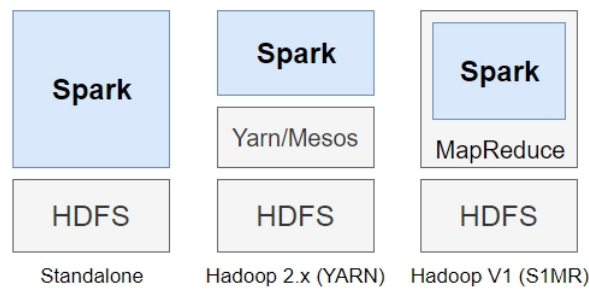 Spark
HDFS
Standalone
Spark
Yarn/Mesos
HDFS
Hadoop 2.x (YARN)
Spark
MapReduce
HDFS
Hadoop V1 (S1MR)